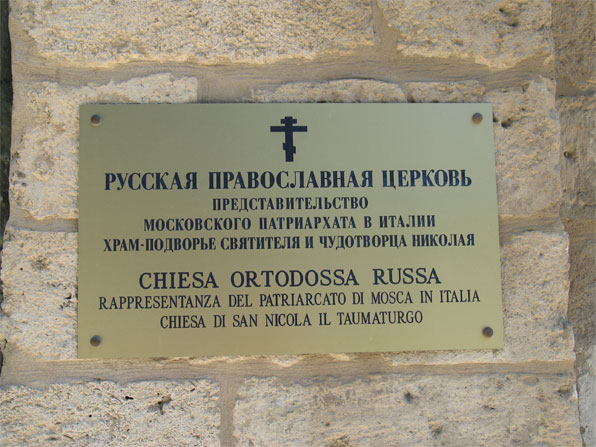 РУССКАЯ ПРАВОСЛАВНАЯ ЦЕРКОВЬ
ПРЕДСТАВИТЕЛЬСТВО
МОСКОВСКОГО ПАТРИАРХАТА В ИТАЛИИ
ХРАМ-ПОДВОРЬЕ СВЯТИТЕЛЯ И ЧУДОТВОРЦА НИКОЛАЯ
CHIESA ORTODOSSA RUSSA
RAPPRESENTANZA DEL PATRIARCATO DI MOSCA IN ITALIA
CHIESA DI SAN NICOLA IL TAUMATURGO